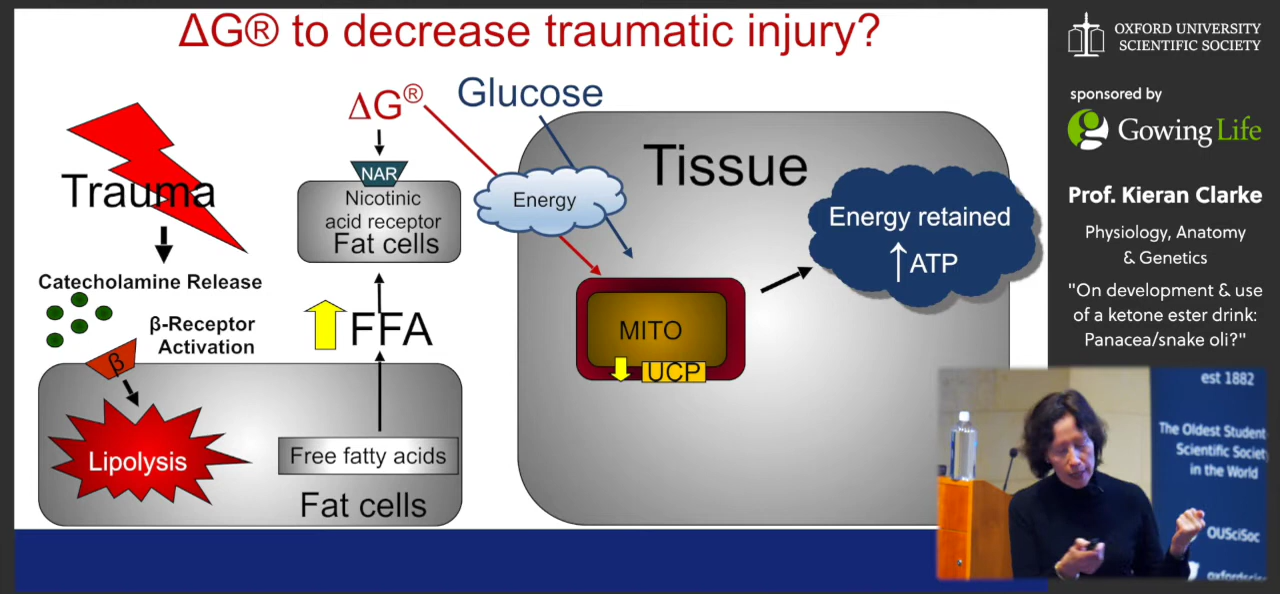 ΔG® to decrease traumatic injury?
Trauma
Catecholamine Release
β-Receptor
Activation
β
Lipolysis
ΔG®
NAR
Nicotinic
acid receptor
Fat cells
FFA
Free fatty acids
Fat cells
Glucose
Energy
Tissue
MITO
UCP
Energy retained
↑ATP
OXFORD UNIVERSITY
SCIENTIFIC SOCIETY
sponsored by
Gowing Life
Prof. Kieran Clarke
Physiology, Anatomy
& Genetics
"On development & use
of a ketone ester drink:
Panacea/snake oli?"
est 1882
The Oldest Student
Scientific Societ
in the World
OUSciSoc
oxfordscis